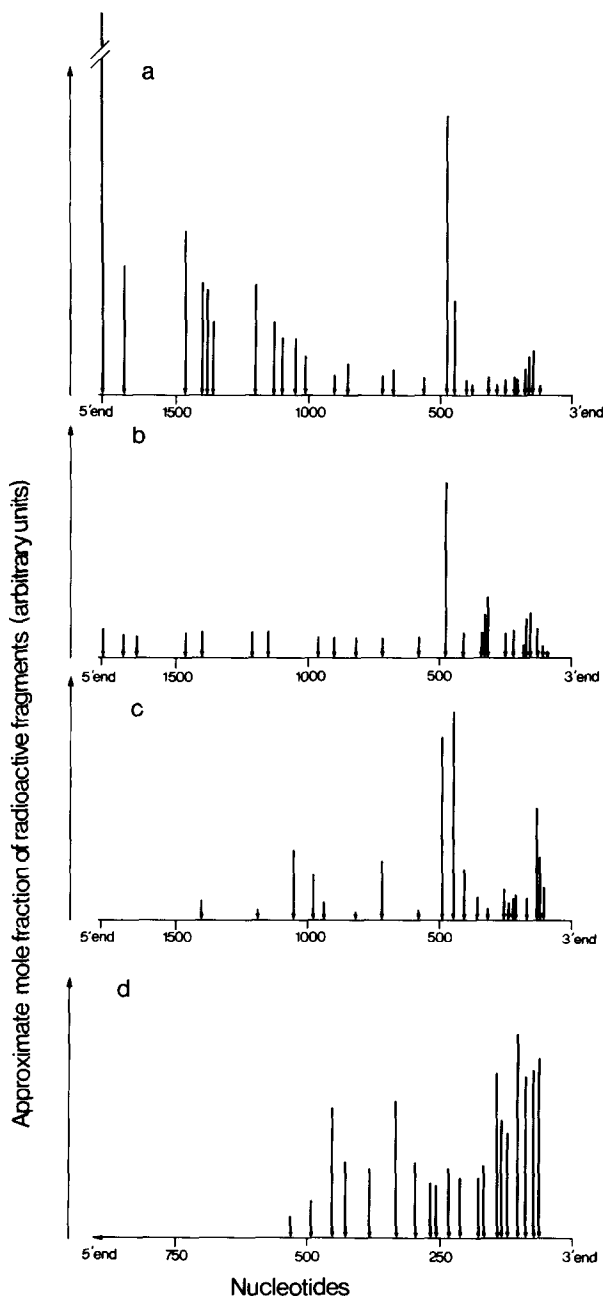 a
5'end 1500 1000 500 3'end
b
5'end 1500 1000 500 3'end
c
5'end 1500 1000 500 3'end
d
5'end 750 500 250 3'end
Nucleotides
Approximate mole fraction of radioactive fragments (arbitrary units)